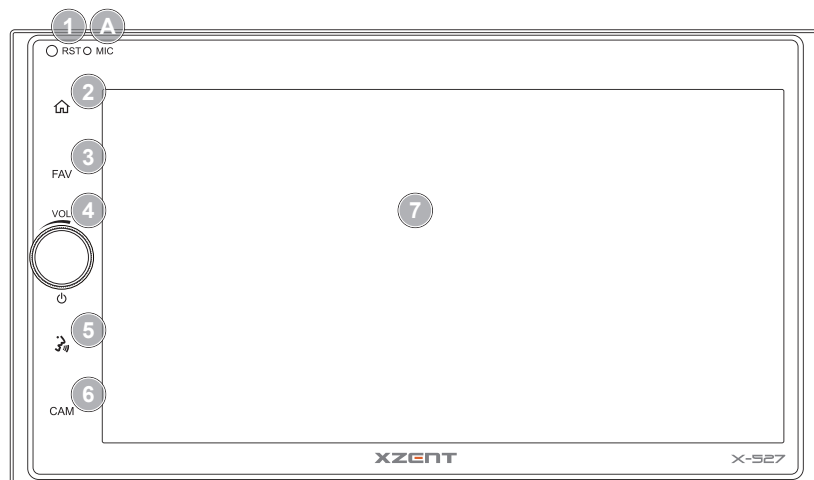 1 A
RST MIC
2
3
FAV
VOL 4
7
5
6
CAM
XZENT X-527